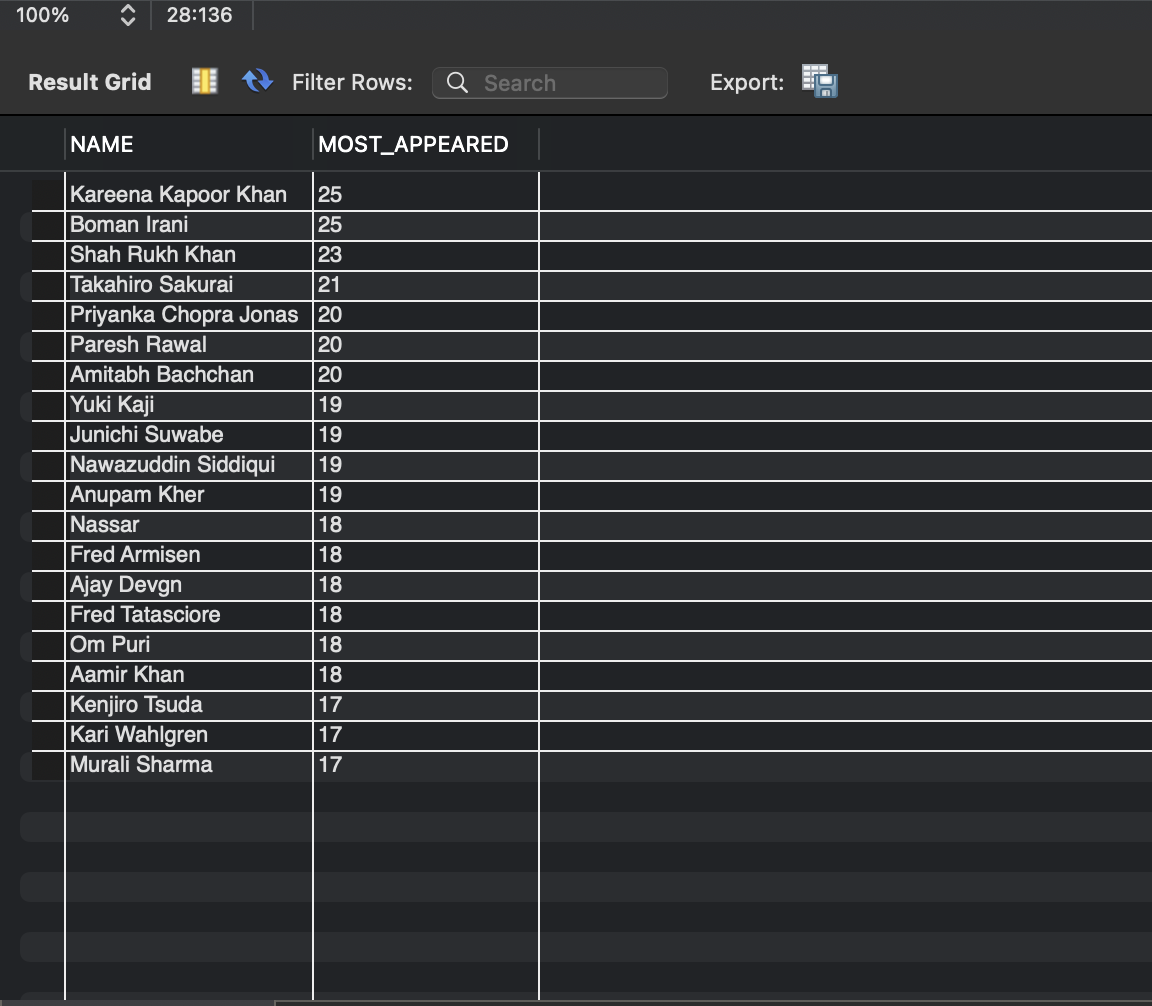 100% 28:136
Result Grid Filter Rows: Search Export:
NAME MOST_APPEARED
Kareena Kapoor Khan 25
Boman Irani 25
Shah Rukh Khan 23
Takahiro Sakurai 21
Priyanka Chopra Jonas 20
Paresh Rawal 20
Amitabh Bachchan 20
Yuki Kaji 19
Junichi Suwabe 19
Nawazuddin Siddiqui 19
Anupam Kher 19
Nassar 18
Fred Armisen 18
Ajay Devgn 18
Fred Tatasciore 18
Om Puri 18
Aamir Khan 18
Kenjiro Tsuda 17
Kari Wahlgren 17
Murali Sharma 17